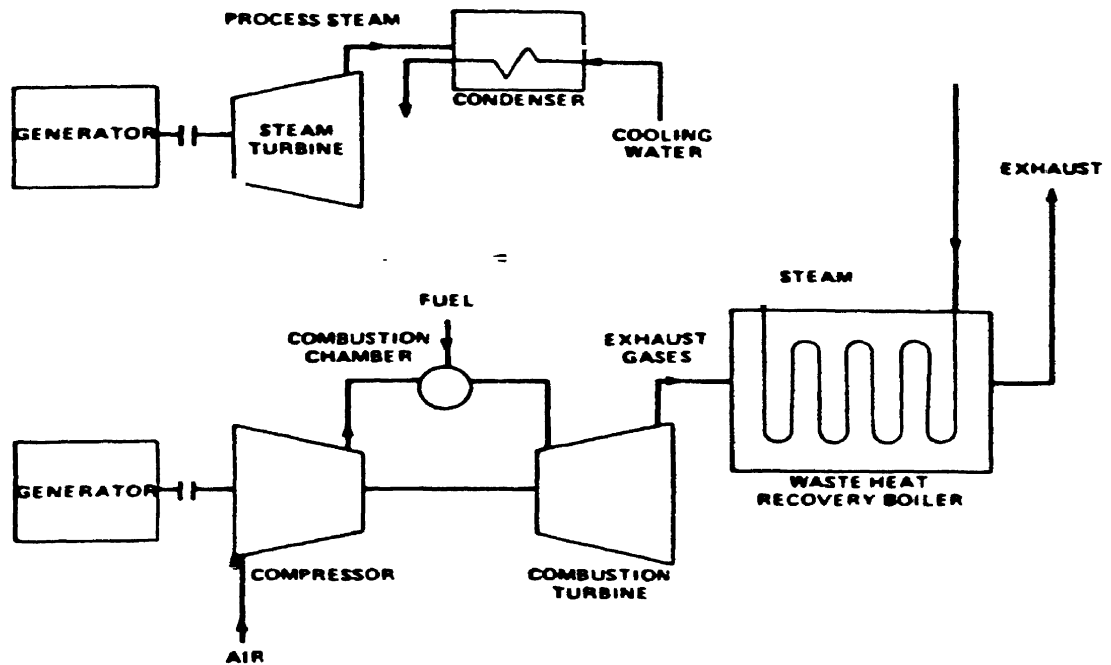 PROCESS STEAM
GENERATOR
STEAM
TURBINE
CONDENSER
COOLING
WATER
EXHAUST
STEAM
FUEL
COMBUSTION
CHAMBER
EXHAUST
GASES
GENERATOR
COMPRESSOR
COMBUSTION
TURBINE
WASTE HEAT
RECOVERY BOILER
AIR